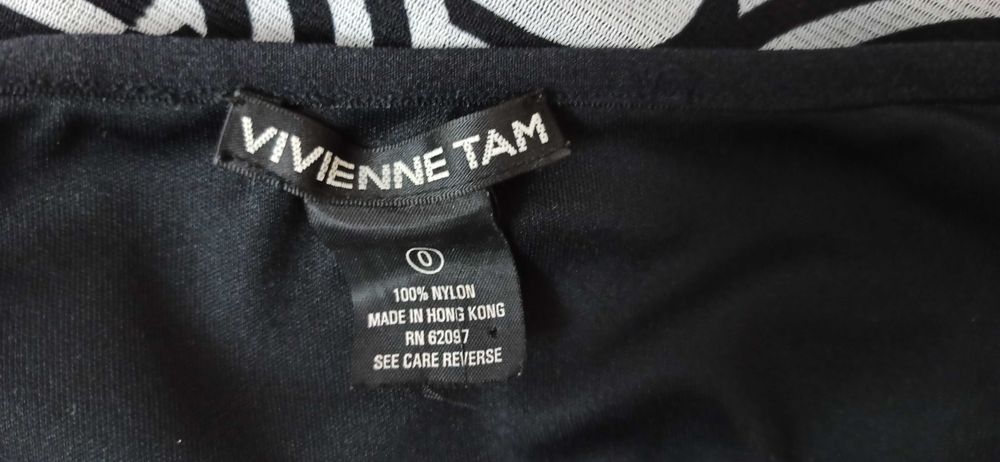 VIVIENNE TAM
0
100% NYLON
MADE IN HONG KONG
RN 62097
SEE CARE REVERSE